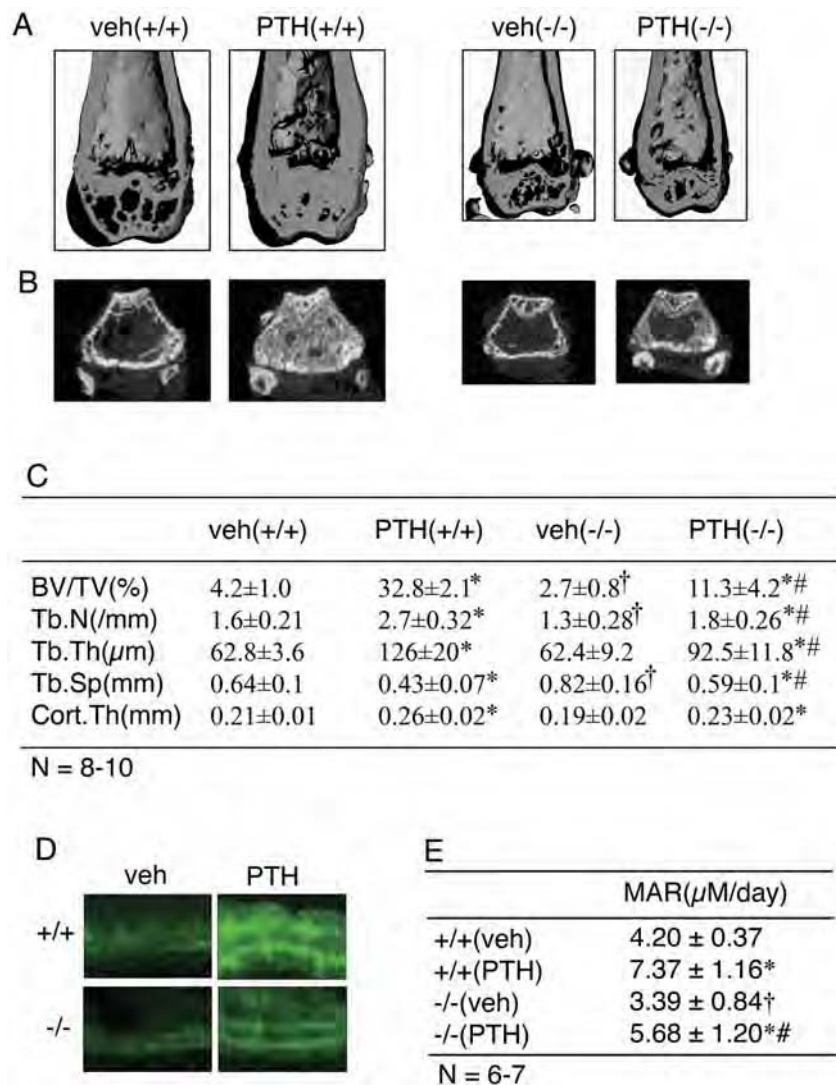 A
veh(+/+) PTH(+/+) veh(-/-) PTH(-/-)
B
C
veh(+/+) PTH(+/+) veh(-/-) PTH(-/-)
BV/TV(%) 4.2±1.0 32.8±2.1* 2.7±0.8† 11.3±4.2*#
Tb.N(/mm) 1.6±0.21 2.7±0.32* 1.3±0.28† 1.8±0.26*#
Tb.Th(µm) 62.8±3.6 126±20* 62.4±9.2 92.5±11.8*#
Tb.Sp(mm) 0.64±0.1 0.43±0.07* 0.82±0.16† 0.59±0.1*#
Cort.Th(mm) 0.21±0.01 0.26±0.02* 0.19±0.02 0.23±0.02*
N = 8-10
D
veh PTH
+/+
-/-
E
MAR(µM/day)
+/+(veh) 4.20 ± 0.37
+/+(PTH) 7.37 ± 1.16*
-/-(veh) 3.39 ± 0.84†
-/-(PTH) 5.68 ± 1.20*#
N = 6-7